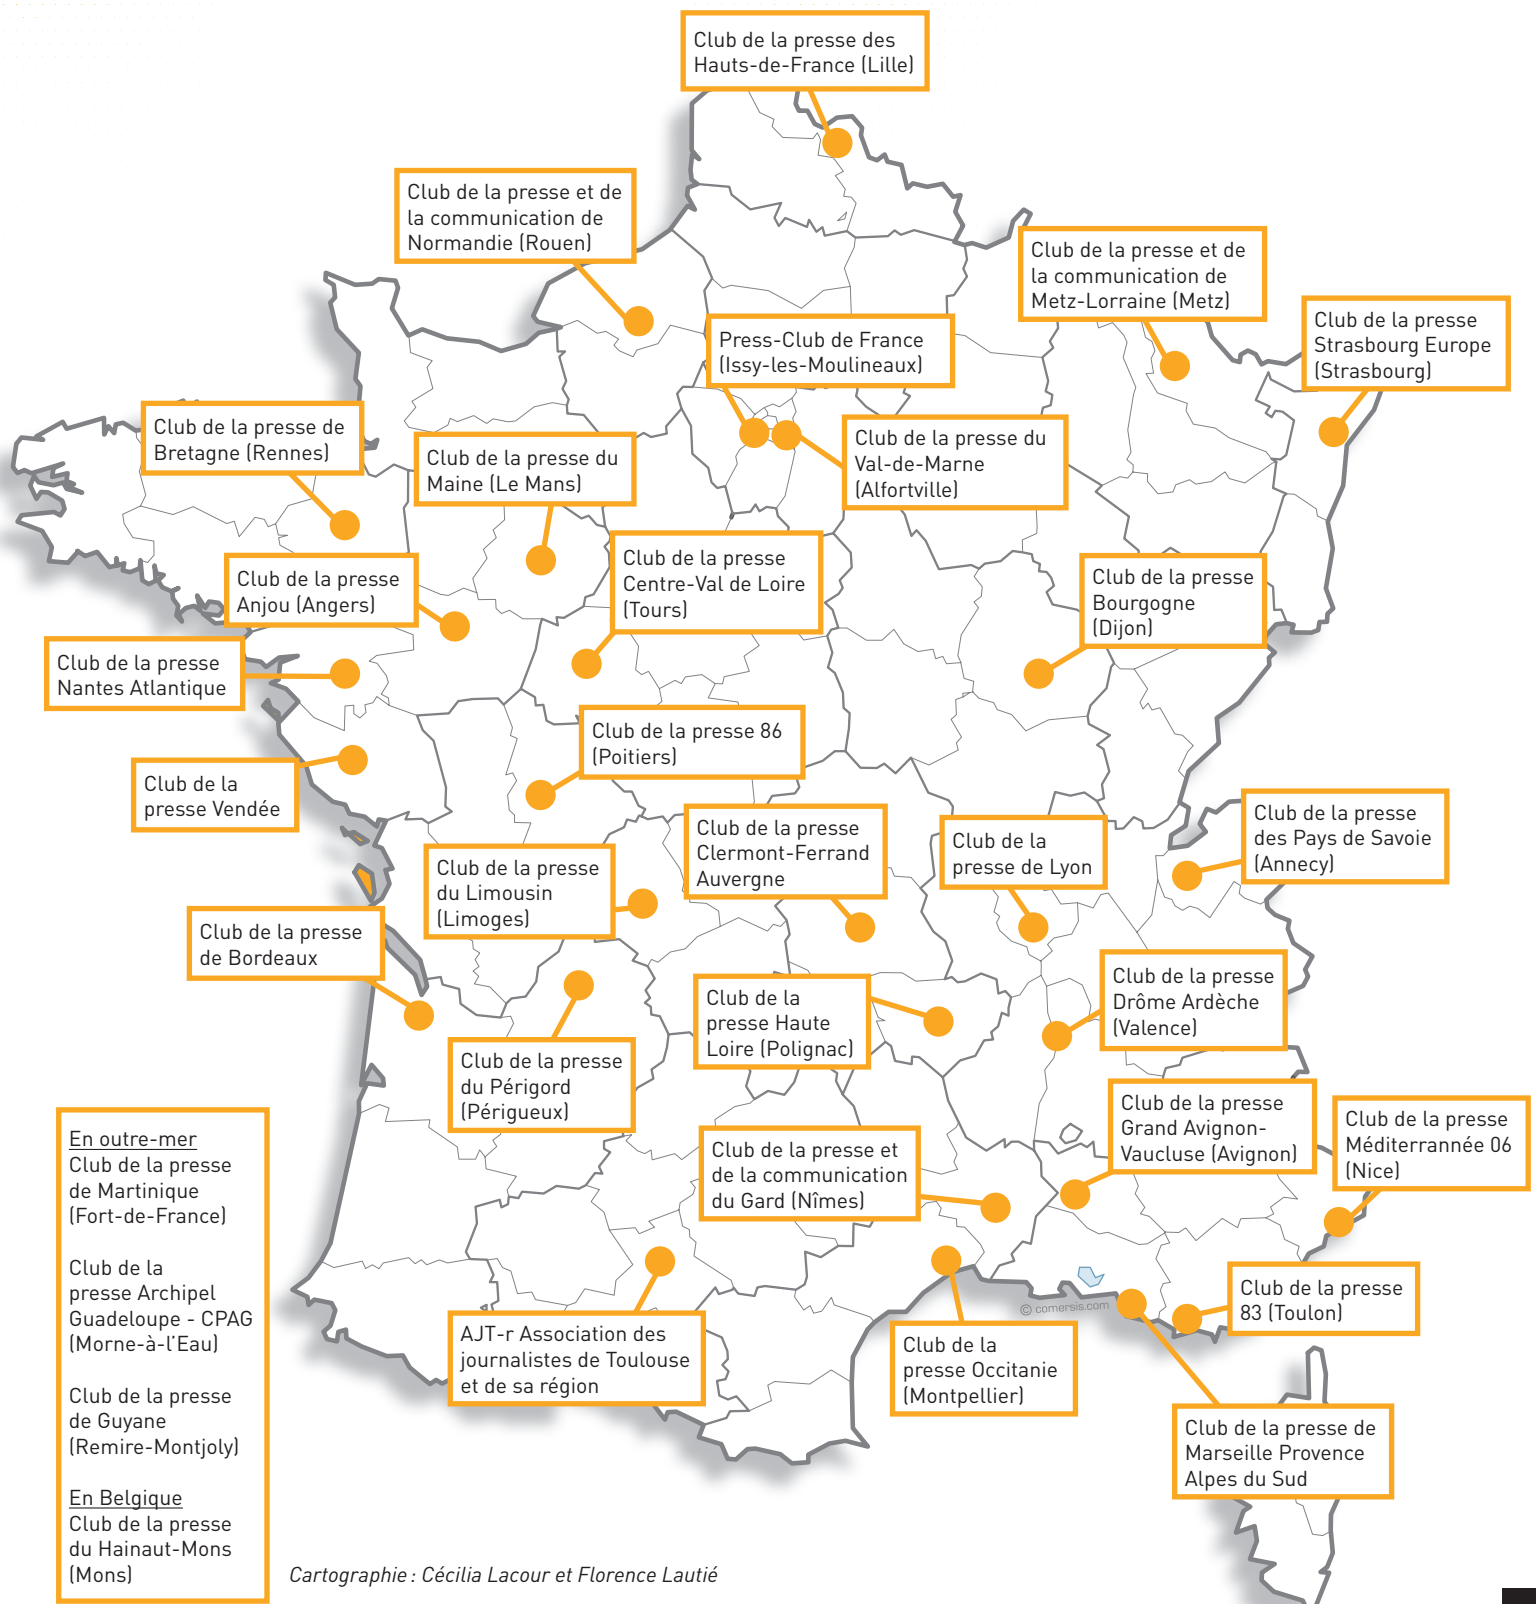 Club de la presse des
Hauts-de-France (Lille)
Club de la presse et de
la communication de
Normandie (Rouen)
Club de la presse et de
la communication de
Metz-Lorraine (Metz)
Club de la presse
Strasbourg Europe
(Strasbourg)
Press-Club de France
(Issy-les-Moulineaux)
Club de la presse de
Bretagne (Rennes)
Club de la presse du
Maine (Le Mans)
Club de la presse du
Val-de-Marne
(Alfortville)
Club de la presse
Anjou (Angers)
Club de la presse
Centre-Val de Loire
(Tours)
Club de la presse
Bourgogne
(Dijon)
Club de la presse
Nantes Atlantique
Club de la presse 86
(Poitiers)
Club de la
presse Vendée
Club de la presse
du Limousin
(Limoges)
Club de la presse
Clermont-Ferrand
Auvergne
Club de la
presse de Lyon
Club de la presse
des Pays de Savoie
(Annecy)
Club de la presse
de Bordeaux
Club de la
presse Haute
Loire (Polignac)
Club de la presse
Drôme Ardèche
(Valence)
Club de la presse
du Périgord
(Périgueux)
Club de la presse
Grand Avignon-
Vaucluse (Avignon)
Club de la presse
Méditerrannée 06
(Nice)
Club de la presse et
de la communication
du Gard (Nîmes)
Club de la presse
83 (Toulon)
© comersis.com
AJT-r Association des
journalistes de Toulouse
et de sa région
Club de la
presse Occitanie
(Montpellier)
Club de la presse de
Marseille Provence
Alpes du Sud
En outre-mer
Club de la presse
de Martinique
(Fort-de-France)
Club de la
presse Archipel
Guadeloupe - CPAG
(Morne-à-l'Eau)
Club de la presse
de Guyane
(Remire-Montjoly)
En Belgique
Club de la presse
du Hainaut-Mons
(Mons)
Cartographie : Cécilia Lacour et Florence Lautié